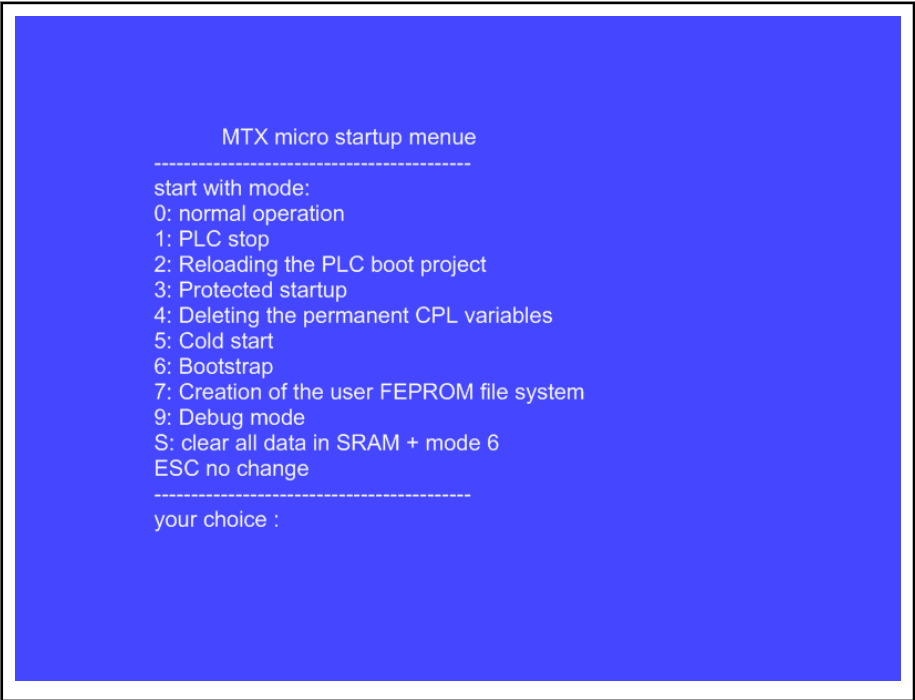 MTX micro startup menue
-------------------------------------------
start with mode:
0: normal operation
1: PLC stop
2: Reloading the PLC boot project
3: Protected startup
4: Deleting the permanent CPL variables
5: Cold start
6: Bootstrap
7: Creation of the user FEPROM file system
9: Debug mode
S: clear all data in SRAM + mode 6
ESC no change
-------------------------------------------
your choice :